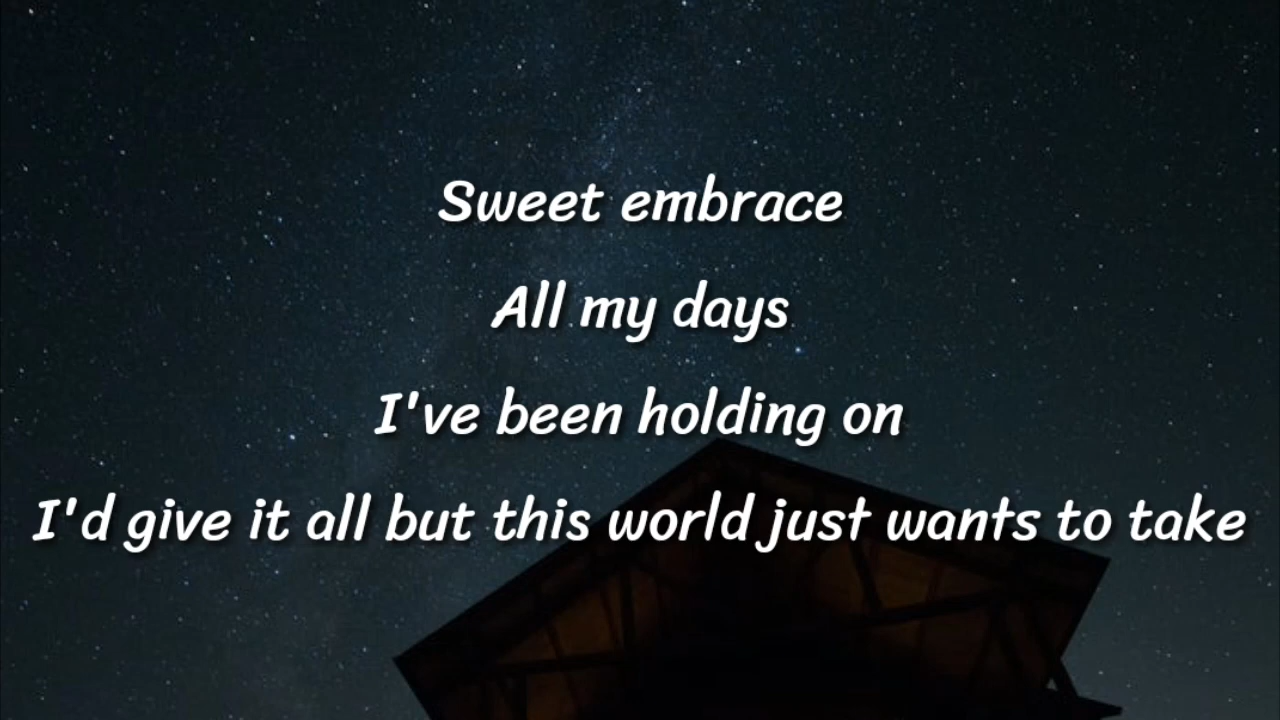 Sweet embrace
All my days
I've been holding on
I'd give it all but this world just wants to take